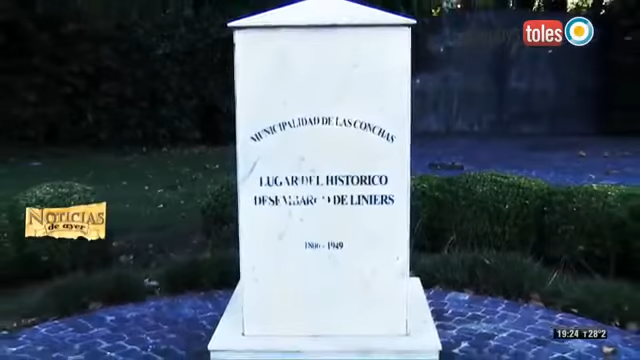 toles
MUNICIPALIDAD DE LAS CONCHAS
LUGAR DEL HISTORICO
DESEMBARCO DE LINIERS
1806 - 1949
NOTICIAS
de ayer
19:24 T28°2